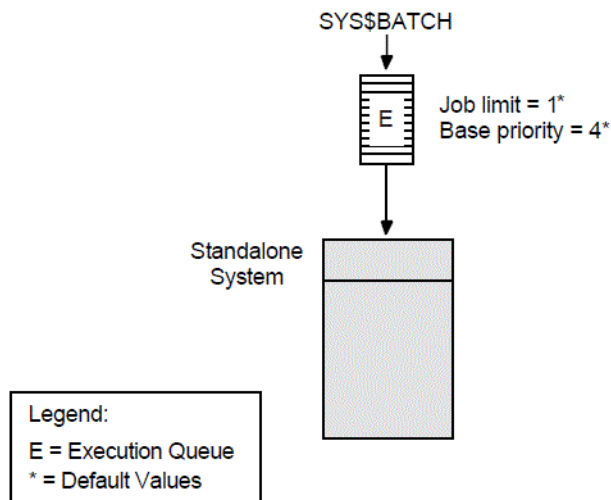 SYS$BATCH
E
Job limit = 1*
Base priority = 4*
Standalone
System
Legend:
E = Execution Queue
* = Default Values